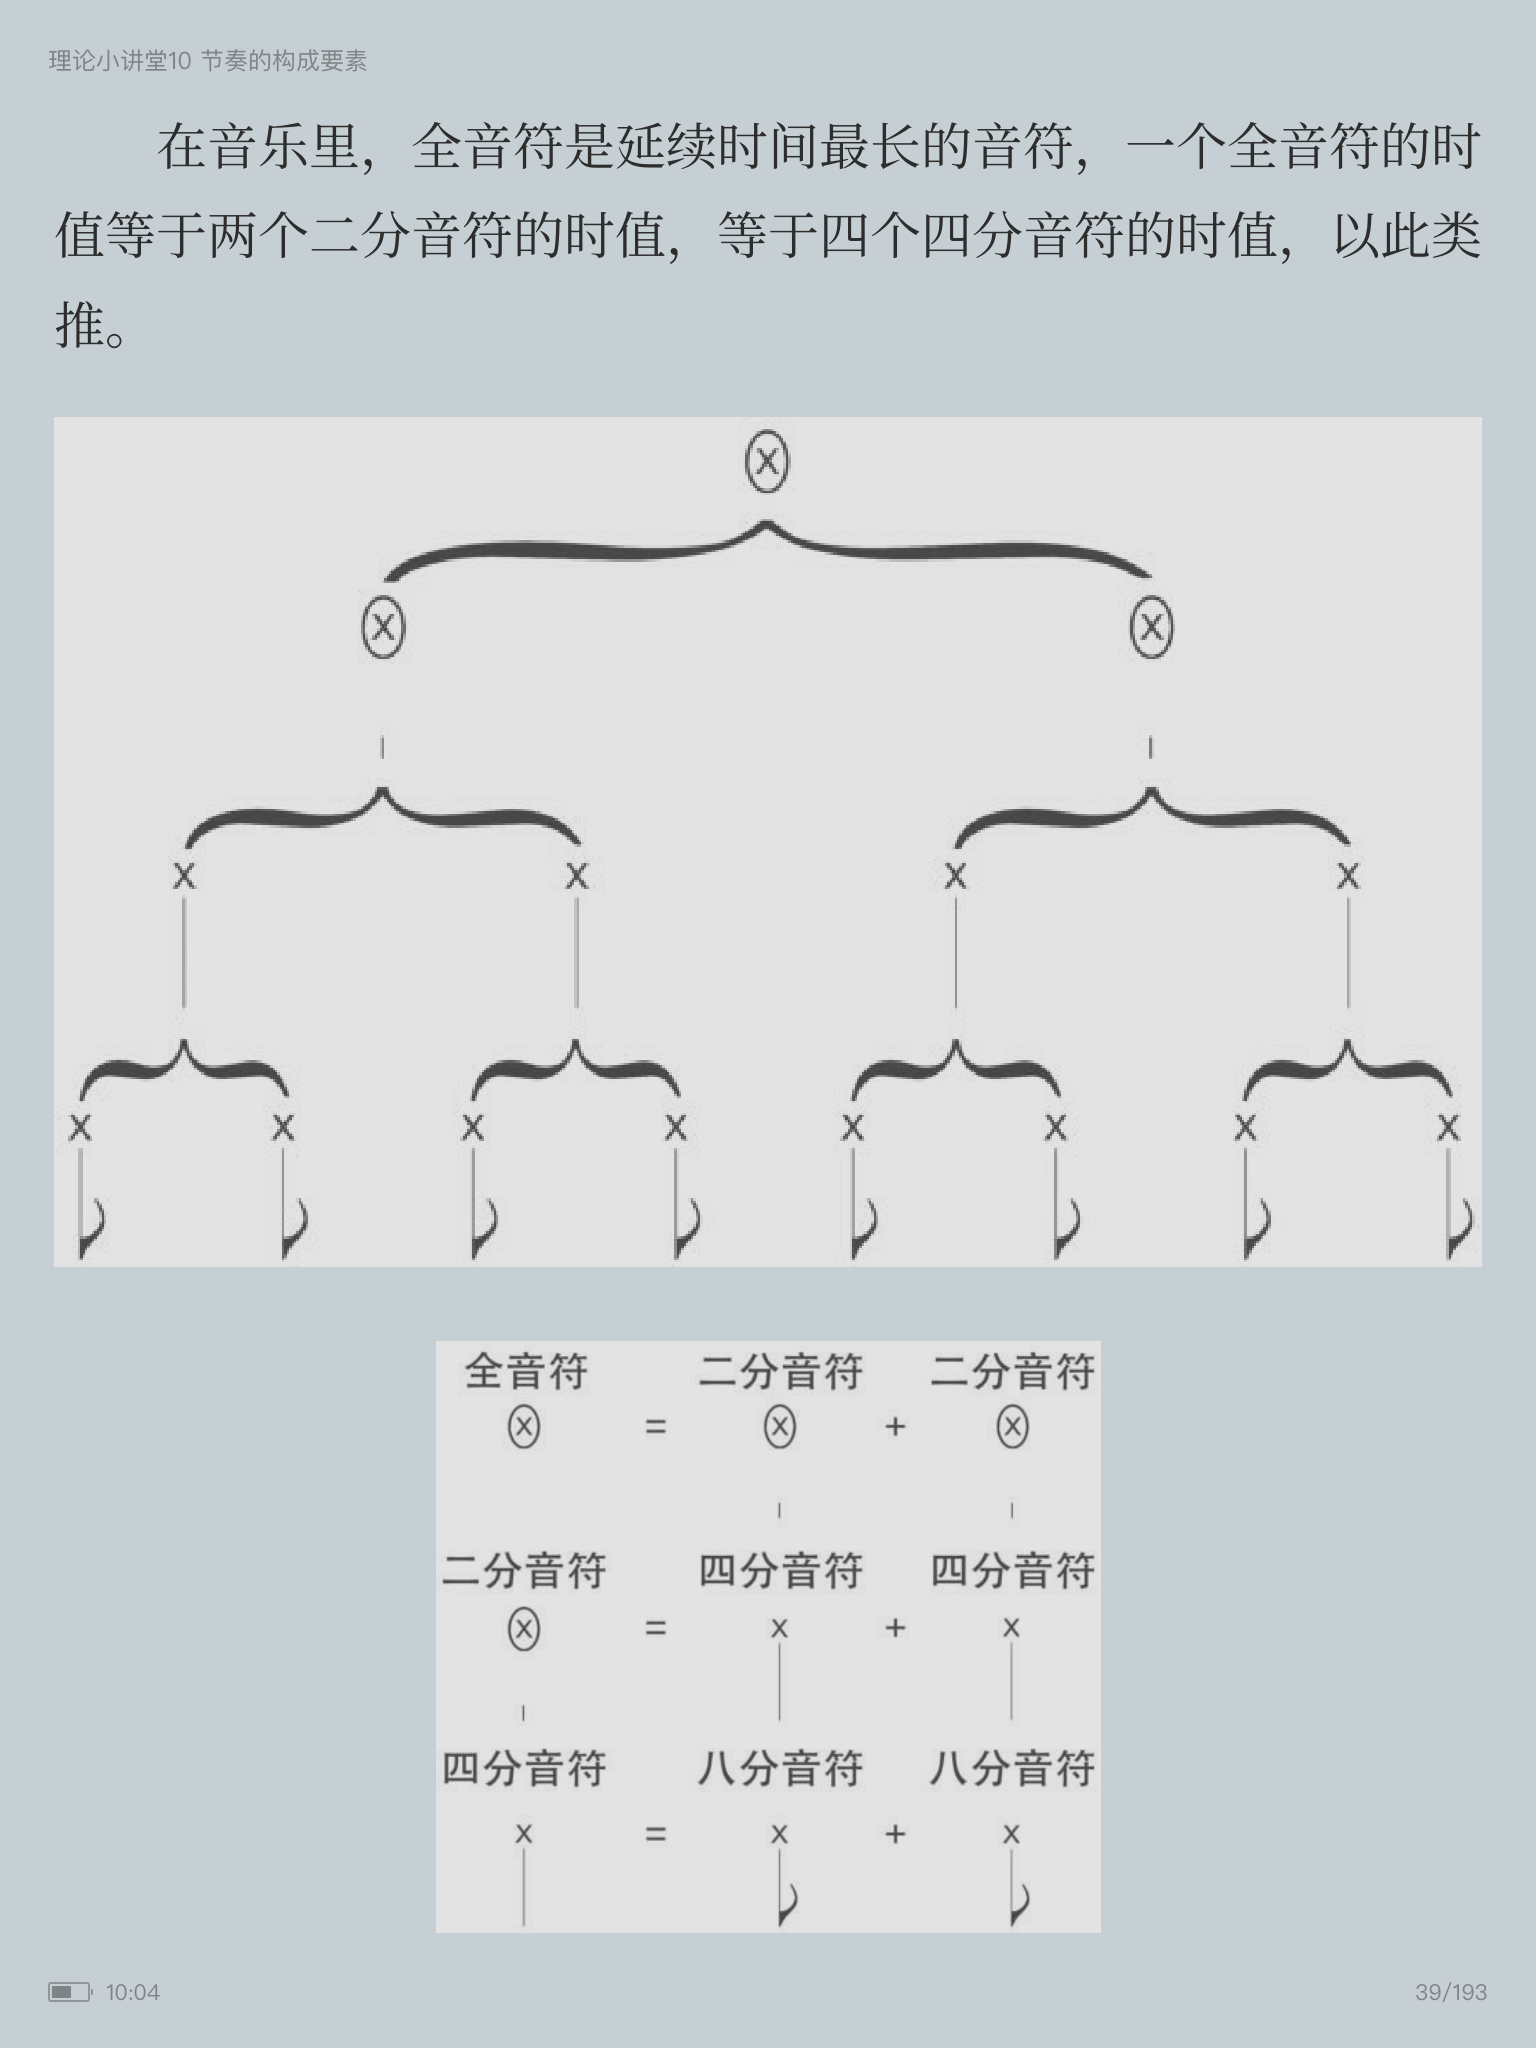 理论小讲堂10 节奏的构成要素
在音乐里，全音符是延续时间最长的音符，一个全音符的时
值等于两个二分音符的时值，等于四个四分音符的时值，以此类
推。
ⓧ
ⓧ ⓧ
x x x x
x x x x x x x x
全音符 二分音符 二分音符
ⓧ = ⓧ + ⓧ
二分音符 四分音符 四分音符
ⓧ = x + x
四分音符 八分音符 八分音符
x = x + x
10:04 39/193